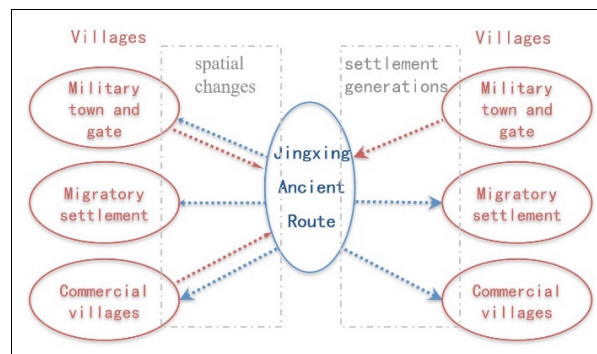 Villages
Villages
spatial
changes
settlement
generations
Military
town and
gate
Jingxing
Ancient
Route
Military
town and
gate
Migratory
settlement
Migratory
settlement
Commercial
villages
Commercial
villages